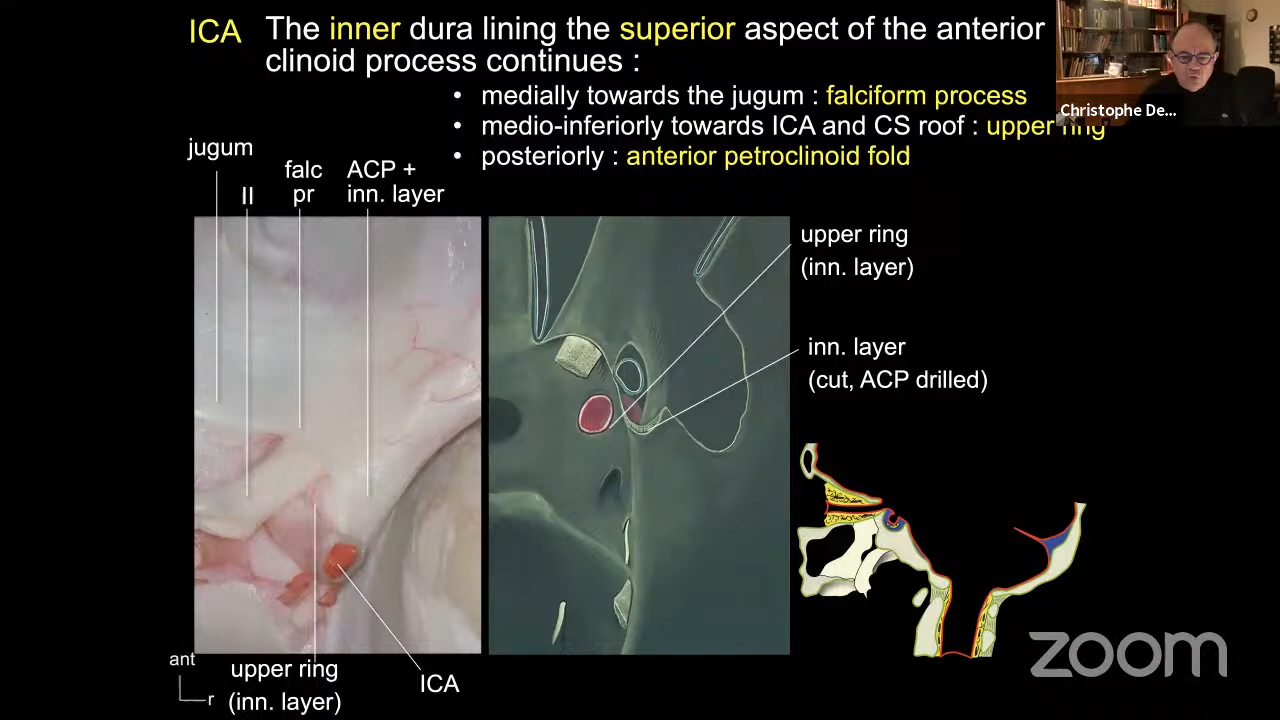 ICA
The inner dura lining the superior aspect of the anterior
clinoid process continues :
• medially towards the jugum : falciform process
• medio-inferiorly towards ICA and CS roof : upper ring
• posteriorly : anterior petroclinoid fold
Christophe De...
jugum
II
falc
pr
ACP +
inn. layer
upper ring
(inn. layer)
inn. layer
(cut, ACP drilled)
ant
r
upper ring
(inn. layer)
ICA
zoom